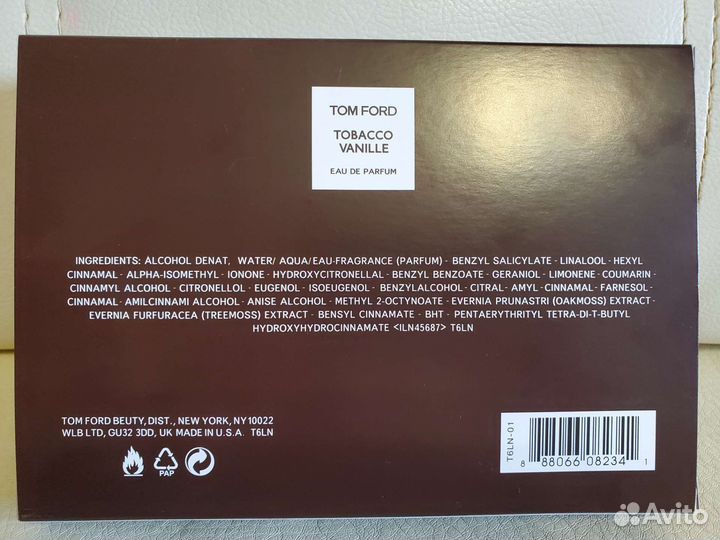 TOM FORD
TOBACCO
VANILLE
EAU DE PARFUM
INGREDIENTS: ALCOHOL DENAT, WATER/ AQUA/EAU-FRAGRANCE (PARFUM) - BENZYL SALICYLATE - LINALOOL - HEXYL
CINNAMAL - ALPHA-ISOMETHYL - IONONE - HYDROXYCITRONELLAL - BENZYL BENZOATE - GERANIOL - LIMONENE - COUMARIN -
CINNAMYL ALCOHOL - CITRONELLOL - EUGENOL - ISOEUGENOL - BENZYLALCOHOL - CITRAL - AMYL - CINNAMAL - FARNESOL -
CINNAMAL - AMILCINNAMI ALCOHOL - ANISE ALCOHOL - METHYL 2-OCTYNOATE - EVERNIA PRUNASTRI (OAKMOSS) EXTRACT -
EVERNIA FURFURACEA (TREEMOSS) EXTRACT - BENSYL CINNAMATE - BHT - PENTAERYTHRITYL TETRA-DI-T-BUTYL
HYDROXYHYDROCINNAMATE <ILN45687> T6LN
TOM FORD BEUTY, DIST., NEW YORK, NY10022
WLB LTD, GU32 3DD, UK MADE IN U.S.A. T6LN
PAP
T6LN-01
8 88066 08234 1
Avito